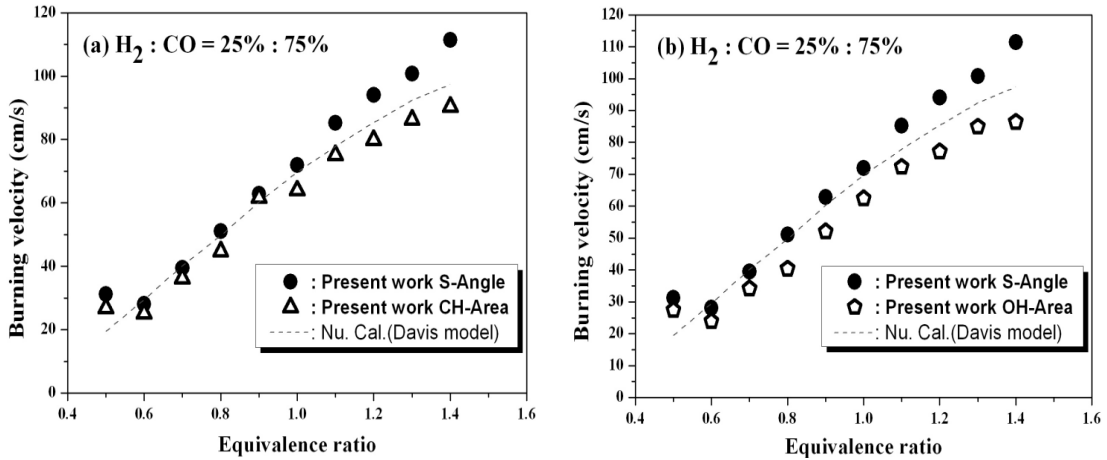 (a) H2 : CO = 25% : 75%
Burning velocity (cm/s)
120
100
80
60
40
20
0
: Present work S-Angle
: Present work CH-Area
: Nu. Cal.(Davis model)
0.4 0.6 0.8 1.0 1.2 1.4 1.6
Equivalence ratio
(b) H2 : CO = 25% : 75%
Burning velocity (cm/s)
120
110
100
90
80
70
60
50
40
30
20
10
0
: Present work S-Angle
: Present work OH-Area
: Nu. Cal.(Davis model)
0.4 0.6 0.8 1.0 1.2 1.4 1.6
Equivalence ratio